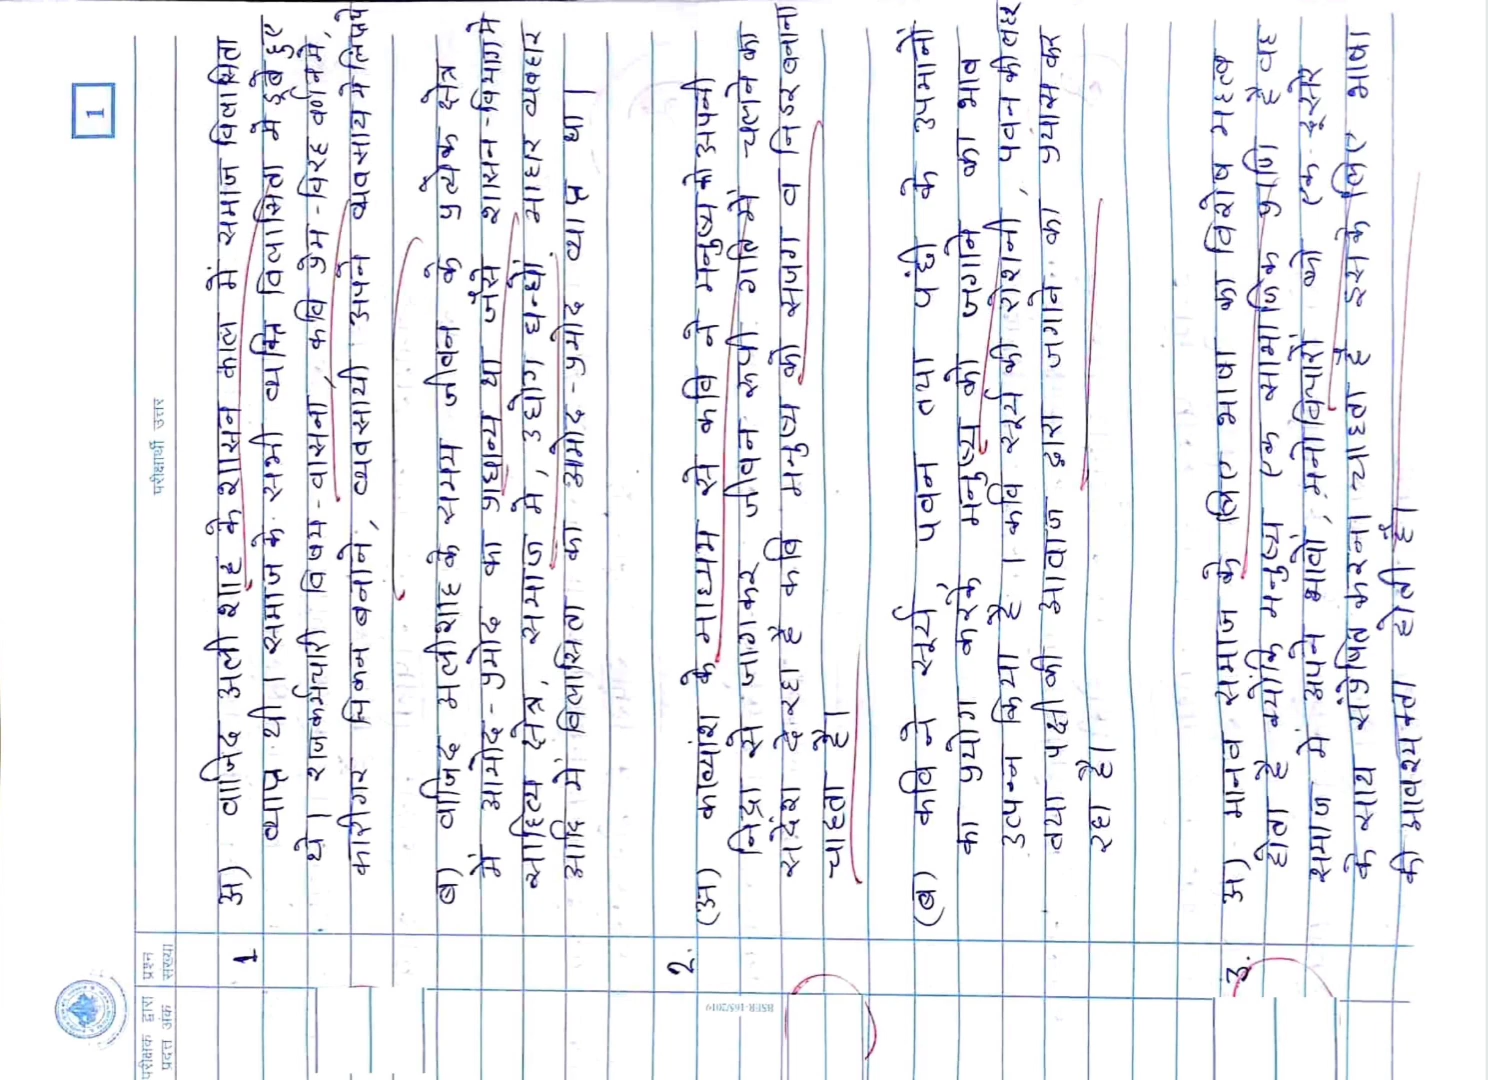 1
परीक्षक द्वारा प्रदत्त अंक
प्रश्न संख्या
परीक्षार्थी उत्तर
1 अ) वाजिद अली शाह के शासन काल में समाज विलासिता
व्याप्त थी। समाज के सभी व्यक्ति विलासिता में डूबे हुए
थे। राजकर्मचारी विषय-वासना, कवि प्रेम-विरह वर्णन में,
कारीगर चिकन बनाने, व्यवसायी अपने व्यवसाय में लिप्त थे
ब) वाजिद अलीशाह के समय जीवन के प्रत्येक क्षेत्र
में आमोद-प्रमोद का प्राधान्य था जैसे शासन-विभाग मे
साहित्य क्षेत्र, समाज मे, उद्योग धन्धों आहार व्यवहार
आदि में विलासिता का आमोद-प्रमोद व्याप्त था।
2. (अ) काव्यांश के माध्यम से कवि ने मनुष्य को अपनी
निद्रा से जागकर जीवन रूपी गति में चलने का
संदेश दे रहा हैं कवि मनुष्य को सजग व निडर बनाना
चाहता है।
(ब) कवि ने सूर्य, पवन तथा पंछी के उपमानों
का प्रयोग करके मनुष्य को जगाने का भाव
उत्पन्न किया है। कवि सूर्य की रोशनी, पवन की
तथा पक्षी की आवाज द्वारा जगाने का प्रयास कर
रहा है।
BSER-165/2019
3. अ) मानव समाज के लिए भाषा का विशेष महत्व
होता है क्योंकि मनुष्य एक सामाजिक प्राणि है वह
समाज में अपने भावों, मनोविचारों को एक-दूसरे
के साथ संप्रेषित करना चाहता है इसके लिए भाषा
की आवश्यकता होती हैं।